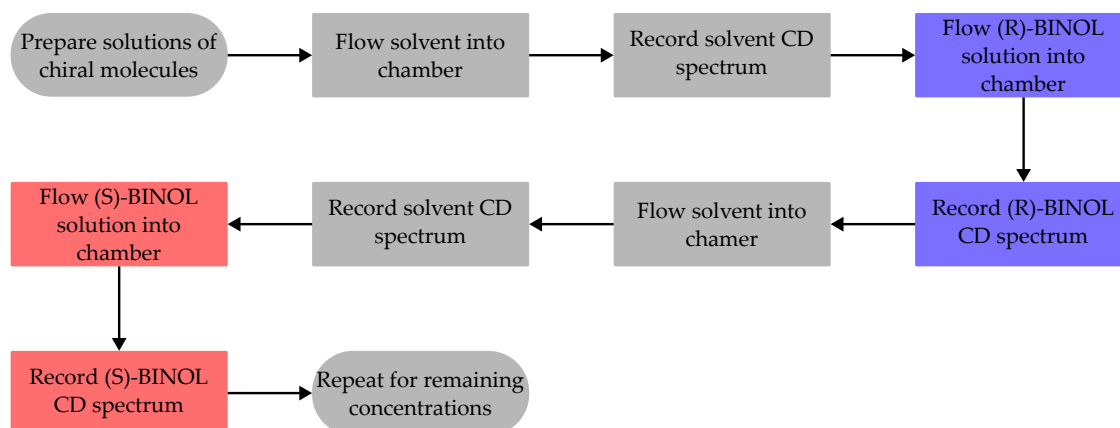 Prepare solutions of
chiral molecules
Flow solvent into
chamber
Record solvent CD
spectrum
Flow (R)-BINOL
solution into
chamber
Record (R)-BINOL
CD spectrum
Flow solvent into
chamer
Record solvent CD
spectrum
Flow (S)-BINOL
solution into
chamber
Record (S)-BINOL
CD spectrum
Repeat for remaining
concentrations